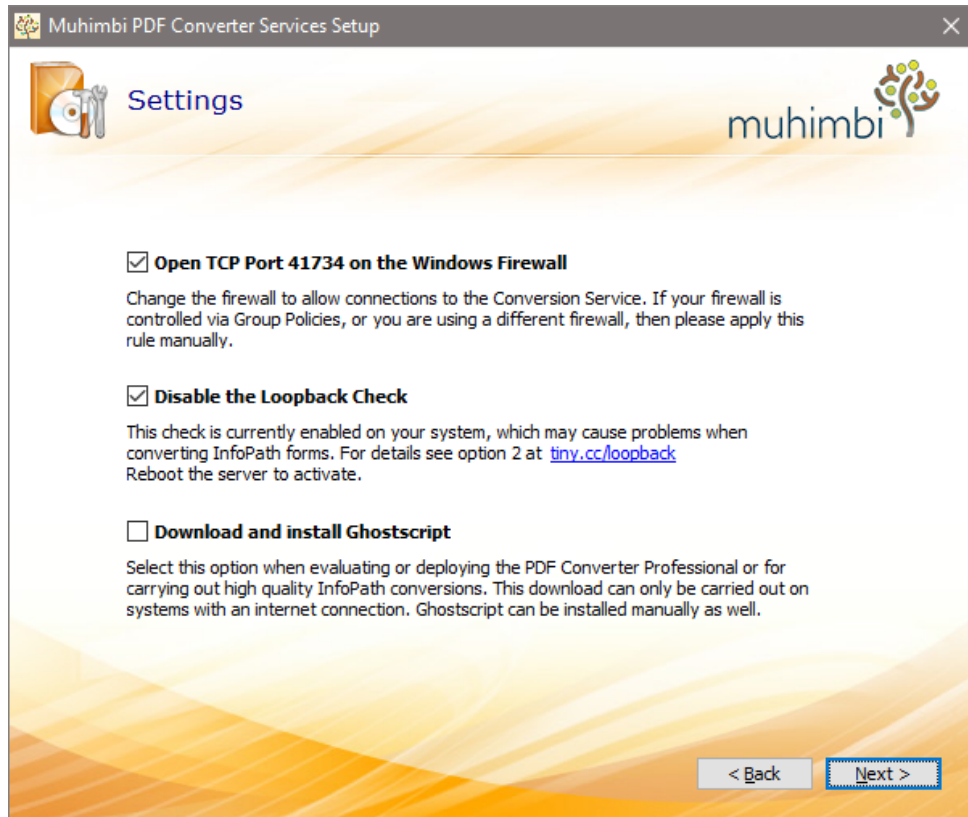 Muhimbi PDF Converter Services Setup
Settings
muhimbi
Open TCP Port 41734 on the Windows Firewall
Change the firewall to allow connections to the Conversion Service. If your firewall is
controlled via Group Policies, or you are using a different firewall, then please apply this
rule manually.
Disable the Loopback Check
This check is currently enabled on your system, which may cause problems when
converting InfoPath forms. For details see option 2 at tiny.cc/loopback
Reboot the server to activate.
Download and install Ghostscript
Select this option when evaluating or deploying the PDF Converter Professional or for
carrying out high quality InfoPath conversions. This download can only be carried out on
systems with an internet connection. Ghostscript can be installed manually as well.
< Back Next >